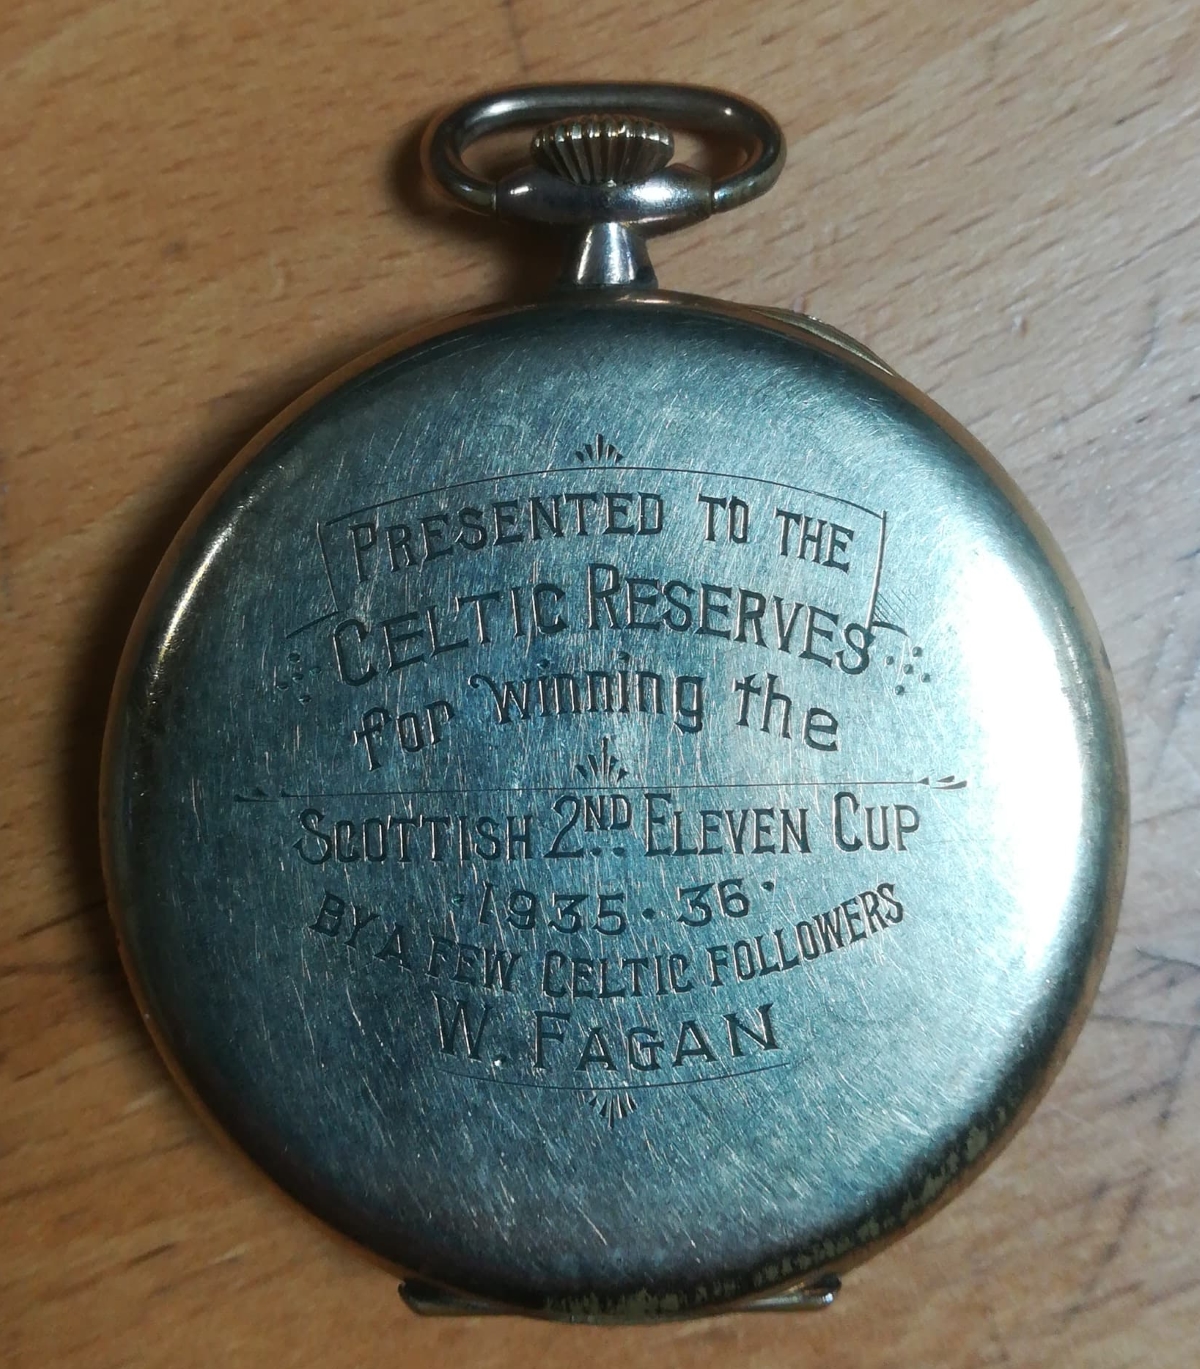 PRESENTED TO THE
CELTIC RESERVES
for winning the
SCOTTISH 2ND ELEVEN CUP
·1935·36·
BY A FEW CELTIC FOLLOWERS
W. FAGAN